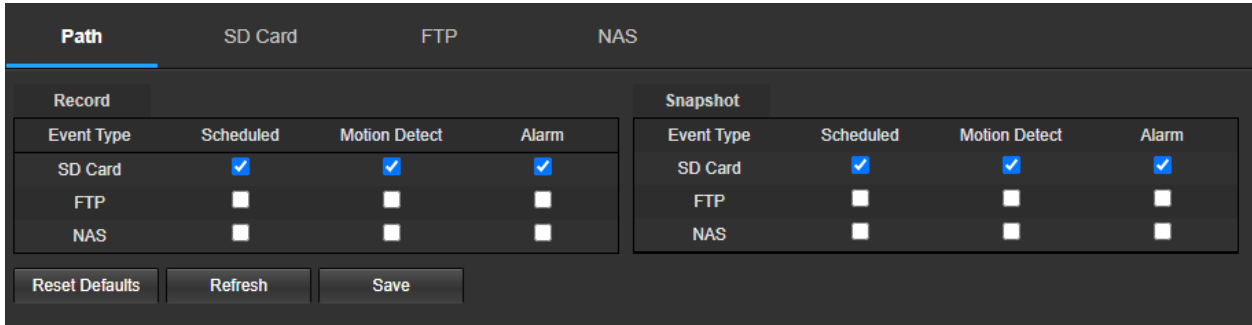 Path SD Card FTP NAS
Record Snapshot
Event Type Scheduled Motion Detect Alarm Event Type Scheduled Motion Detect Alarm
SD Card SD Card
FTP FTP
NAS NAS
Reset Defaults Refresh Save